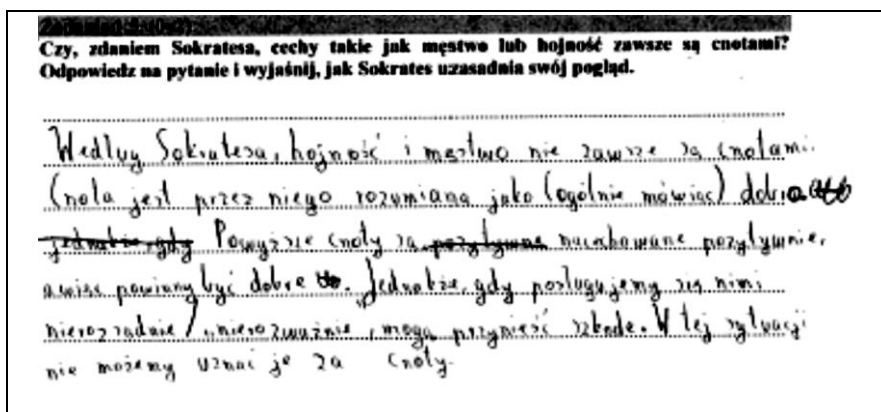 Czy, zdaniem Sokratesa, cechy takie jak męstwo lub hojność zawsze są cnotami?
Odpowiedz na pytanie i wyjaśnij, jak Sokrates uzasadnia swój pogląd.
Według Sokratesa, hojność i męstwo nie zawsze są cnotami.
Cnota jest przez niego rozumiana jako (ogólnie mówiąc) dobro
jednakże gdy Powyższe cnoty są pozytywne nacechowane pozytywnie,
a więc powinny być dobre. Jednakże, gdy posługujemy się nimi
nierozsądnie /, nierozważnie, mogą przynieść szkodę. W tej sytuacji
nie możemy uznać je za cnoty.